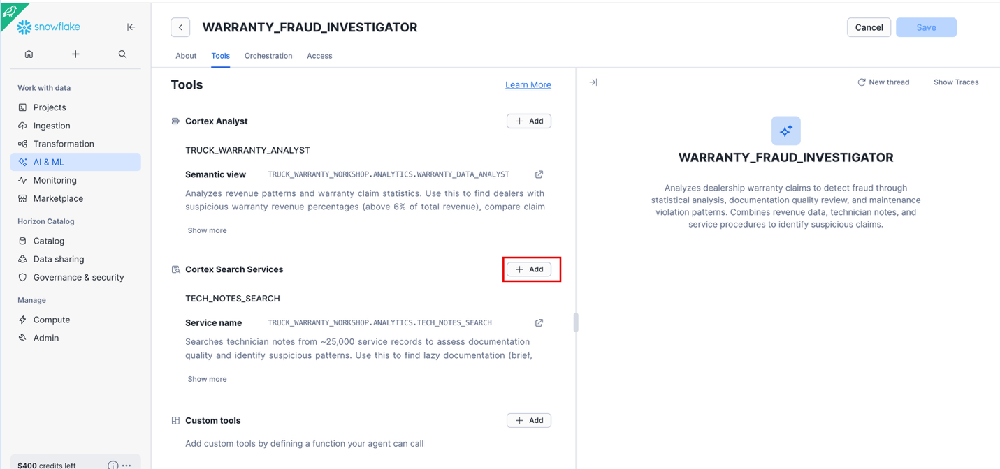 snowflake
Work with data
Projects
Ingestion
Transformation
AI & ML
Monitoring
Marketplace
Horizon Catalog
Catalog
Data sharing
Governance & security
Manage
Compute
Admin
$400 credits left
WARRANTY_FRAUD_INVESTIGATOR
Cancel
Save
About
Tools
Orchestration
Access
Tools
Learn More
Cortex Analyst
Add
TRUCK_WARRANTY_ANALYST
Semantic view TRUCK_WARRANTY_WORKSHOP.ANALYTICS.WARRANTY_DATA_ANALYST
Analyzes revenue patterns and warranty claim statistics. Use this to find dealers with
suspicious warranty revenue percentages (above 6% of total revenue), compare claim
Show more
Cortex Search Services
Add
TECH_NOTES_SEARCH
Service name TRUCK_WARRANTY_WORKSHOP.ANALYTICS.TECH_NOTES_SEARCH
Searches technician notes from ~25,000 service records to assess documentation
quality and identify suspicious patterns. Use this to find lazy documentation (brief,
Show more
Custom tools
Add
Add custom tools by defining a function your agent can call
New thread
Show Traces
WARRANTY_FRAUD_INVESTIGATOR
Analyzes dealership warranty claims to detect fraud through
statistical analysis, documentation quality review, and maintenance
violation patterns. Combines revenue data, technician notes, and
service procedures to identify suspicious claims.